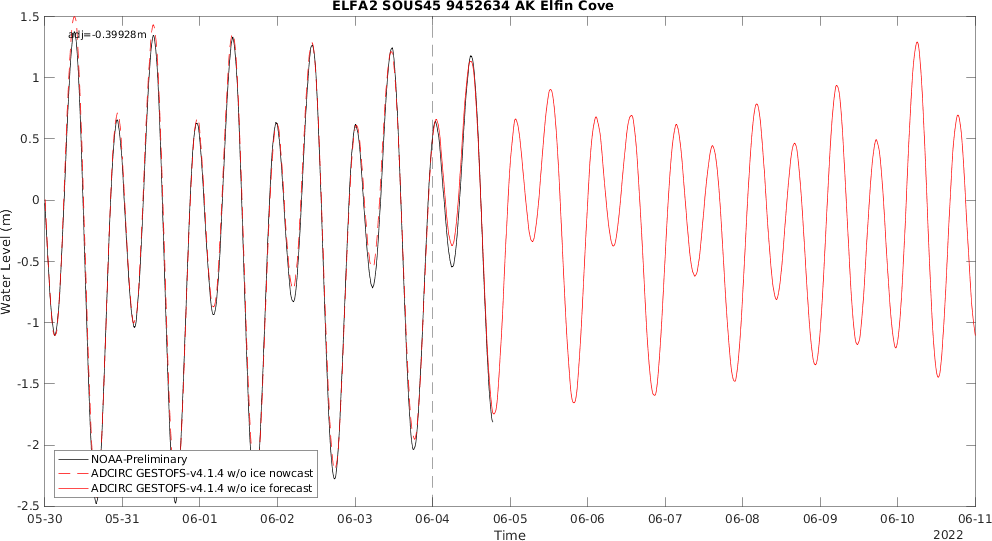 ELFA2 SOUS45 9452634 AK Elfin Cove
adj=-0.39928m
1.5
1
0.5
0
-0.5
-1
-1.5
-2
-2.5
Water Level (m)
NOAA-Preliminary
ADCIRC GESTOFS-v4.1.4 w/o ice nowcast
ADCIRC GESTOFS-v4.1.4 w/o ice forecast
05-30 05-31 06-01 06-02 06-03 06-04 06-05 06-06 06-07 06-08 06-09 06-10 06-11
Time
2022